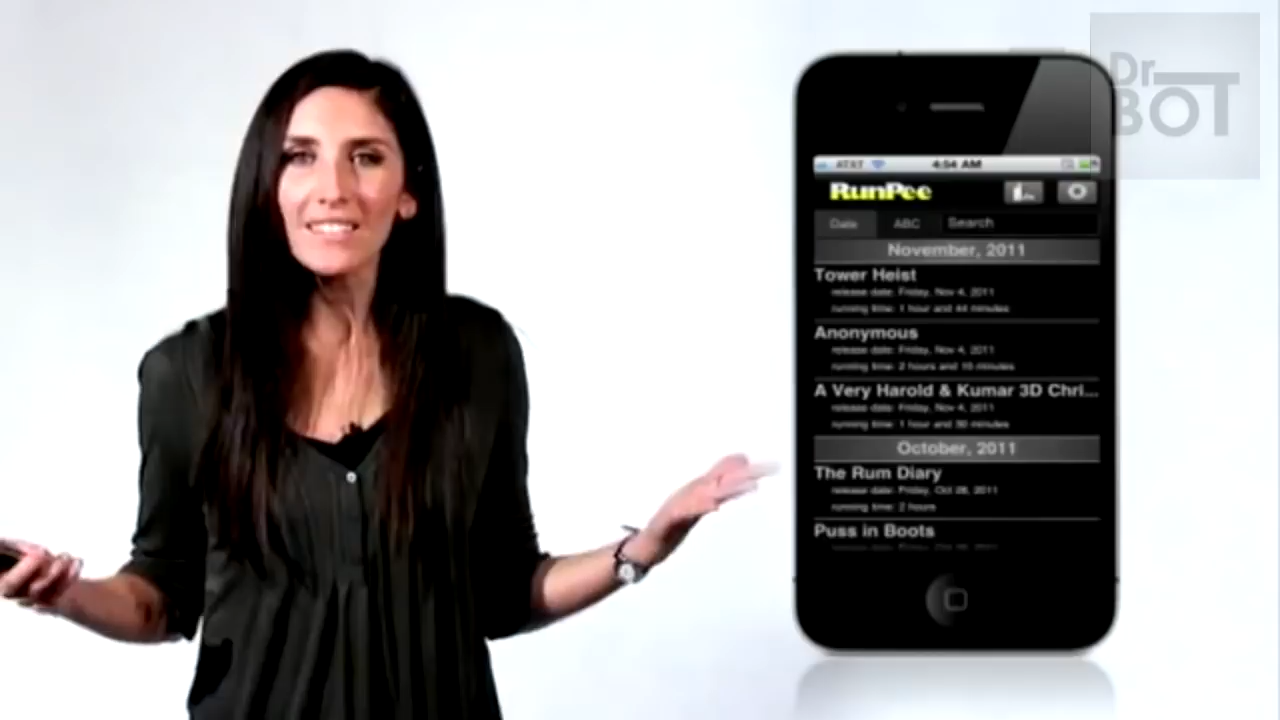 Dr.
BOT
AT&T 4:54 AM
RunPee
Date ABC Search
November, 2011
Tower Heist
release date: Friday, Nov 4, 2011
running time: 1 hour and 44 minutes
Anonymous
release date: Friday, Nov 4, 2011
running time: 2 hours and 10 minutes
A Very Harold & Kumar 3D Chri...
release date: Friday, Nov 4, 2011
running time: 1 hour and 30 minutes
October, 2011
The Rum Diary
release date: Friday, Oct 28, 2011
running time: 2 hours
Puss in Boots